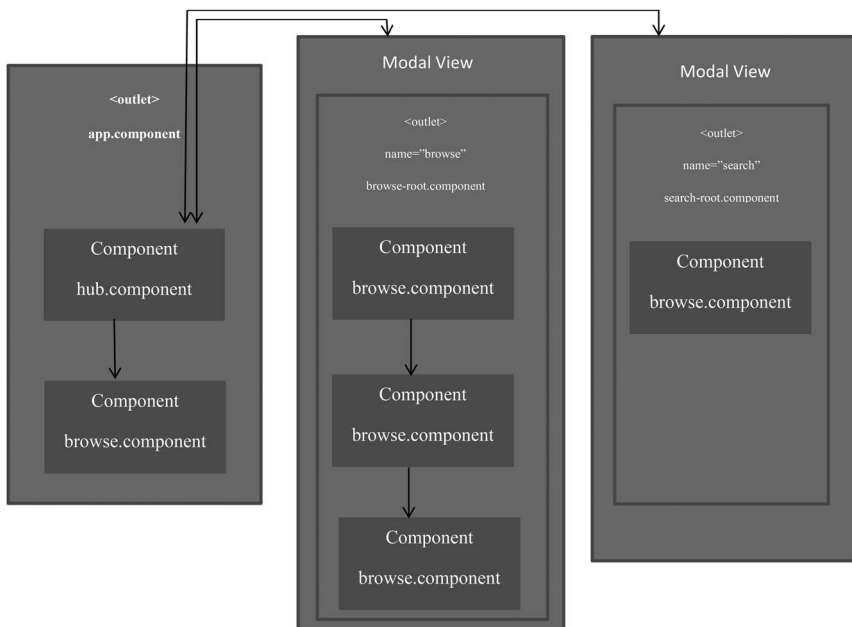 <outlet>
app.component
Component
hub.component
Component
browse.component
Modal View
<outlet>
name=”browse”
browse-root.component
Component
browse.component
Component
browse.component
Component
browse.component
Modal View
<outlet>
name=”search”
search-root.component
Component
browse.component